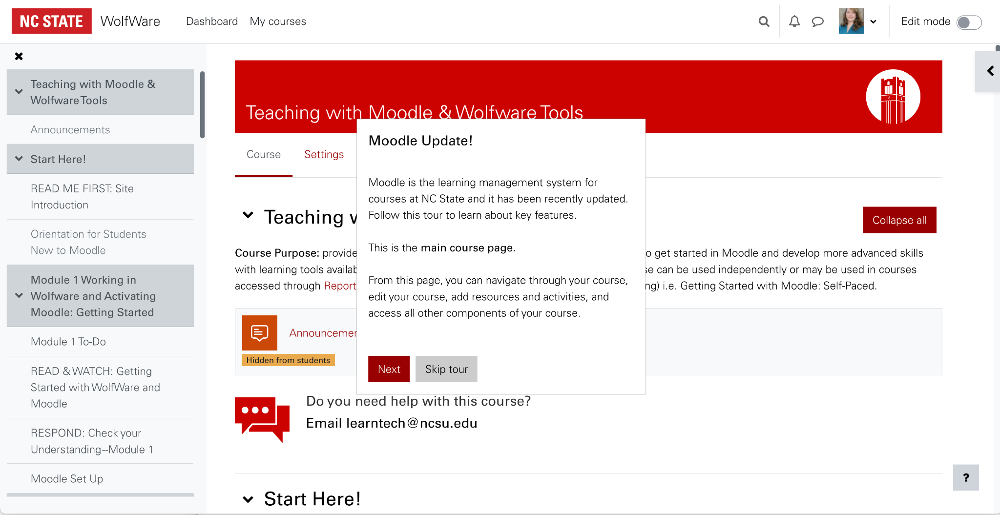 NC STATE WolfWare Dashboard My courses Edit mode
Teaching with Moodle &
Wolfware Tools
Announcements
Start Here!
READ ME FIRST: Site
Introduction
Orientation for Students
New to Moodle
Module 1 Working in
Wolfware and Activating
Moodle: Getting Started
Module 1 To-Do
READ & WATCH: Getting
Started with WolfWare and
Moodle
RESPOND: Check your
Understanding--Module 1
Moodle Set Up
Teaching with Moodle & Wolfware Tools
Course Settings
Teaching
Collapse all
Course Purpose: provide
get started in Moodle and develop more advanced skills
with learning tools
can be used independently or may be used in courses
accessed through Report
i.e. Getting Started with Moodle: Self-Paced.
Hidden from students
Moodle Update!
Moodle is the learning management system for
courses at NC State and it has been recently updated.
Follow this tour to learn about key features.
This is the main course page.
From this page, you can navigate through your course,
edit your course, add resources and activities, and
access all other components of your course.
Next Skip tour
Do you need help with this course?
Email learntech@ncsu.edu
?
Start Here!